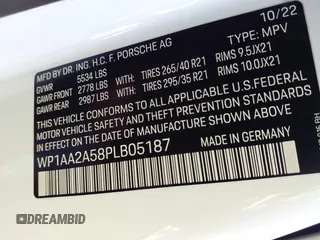 10/22
MFD BY DR. ING. H.C. F. PORSCHE AG
TYPE: MPV
GVWR 5534 LBS
GAWR FRONT 2778 LBS WITH: TIRES 265/40 R21 RIMS 9.5JX21
GAWR REAR 2987 LBS WITH: TIRES 295/35 R21 RIMS 10.0JX21
THIS VEHICLE CONFORMS TO ALL APPLICABLE U.S.FEDERAL
MOTOR VEHICLE SAFETY AND THEFT PREVENTION STANDARDS
IN EFFECT ON THE DATE OF MANUFACTURE SHOWN ABOVE.
WP1AA2A58PLB05187
DREAMBID